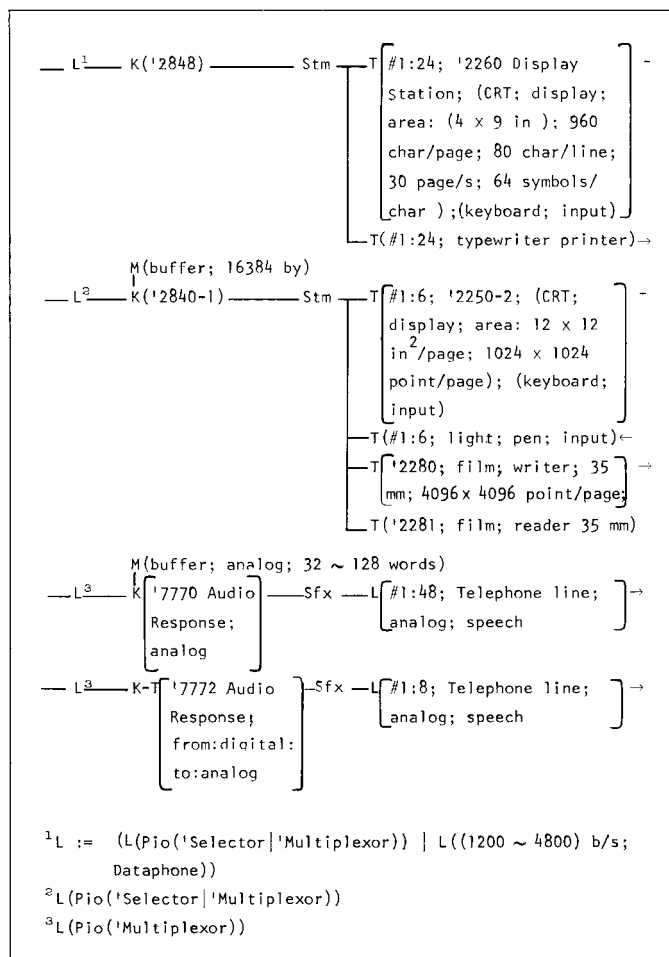 L¹ K('2848) Stm T[#1:24; '2260 Display -
Station; (CRT; display;
area: (4 x 9 in ); 960
char/page; 80 char/line;
30 page/s; 64 symbols/
char ) ;(keyboard; input)]
T(#1:24; typewriter printer)→
M(buffer; 16384 by)
L² K('2840-1) Stm T[#1:6; '2250-2; (CRT; -
display; area: 12 x 12
in²/page; 1024 x 1024
point/page); (keyboard;
input)]
T(#1:6; light; pen; input)←
T['2280; film; writer; 35 →
mm; 4096 x 4096 point/page;]
T('2281; film; reader 35 mm)
M(buffer; analog; 32 ~ 128 words)
L³ K['7770 Audio Sfx L[#1:48; Telephone line; →
Response; analog; speech]
analog]
L³ K-T['7772 Audio Sfx L[#1:8; Telephone line; →
Response; analog; speech]
from:digital:
to:analog]
¹L := (L(Pio('Selector|'Multiplexor)) | L((1200 ~ 4800) b/s;
Dataphone))
²L(Pio('Selector|'Multiplexor))
³L(Pio('Multiplexor))